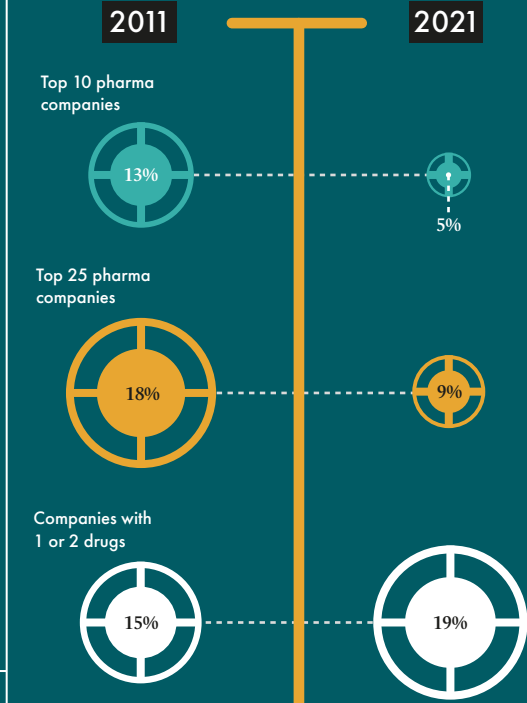 2011
2021
Top 10 pharma
companies
13%
5%
Top 25 pharma
companies
18%
9%
Companies with
1 or 2 drugs
15%
19%